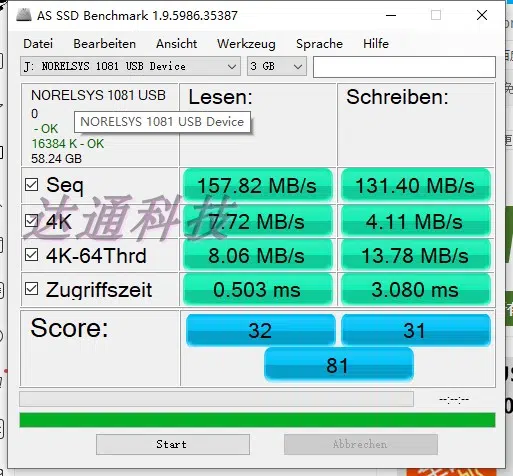 AS SSD Benchmark 1.9.5986.35387
Datei Bearbeiten Ansicht Werkzeug Sprache Hilfe
J: NORELSYS 1081 USB Device 3 GB
NORELSYS 1081 USB
0
- OK
16384 K - OK
58.24 GB
NORELSYS 1081 USB Device
Lesen: Schreiben:
Seq 157.82 MB/s 131.40 MB/s
4K 7.72 MB/s 4.11 MB/s
4K-64Thrd 8.06 MB/s 13.78 MB/s
Zugriffszeit 0.503 ms 3.080 ms
达通科技
Score: 32 31
81
--:--:--
Start Abbrechen